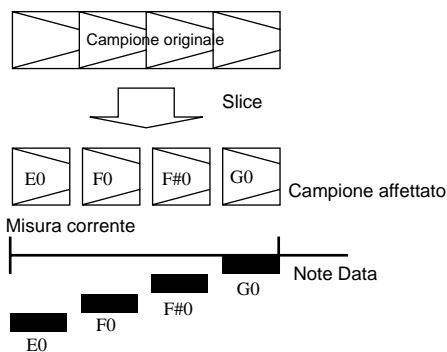 Campione originale
Slice
E0 F0 F#0 G0
Campione affettato
Misura corrente
Note Data
G0
F#0
F0
E0